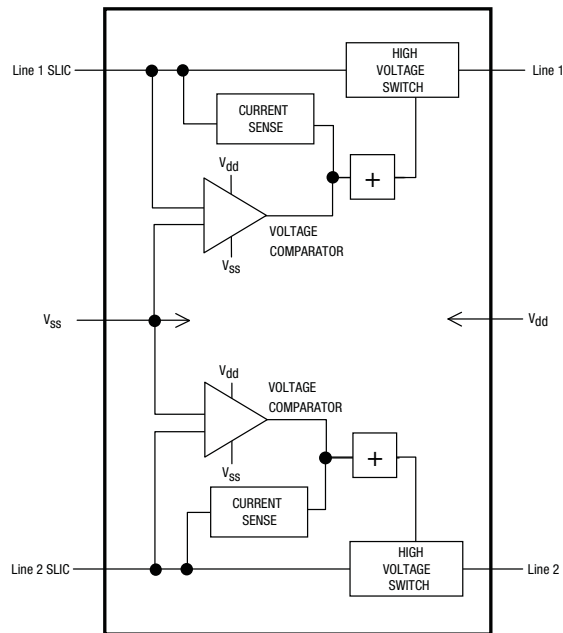 Line 1 SLIC
HIGH
VOLTAGE
SWITCH
Line 1
CURRENT
SENSE
+
Vdd
VOLTAGE
COMPARATOR
Vss
Vss
Vdd
Vdd
VOLTAGE
COMPARATOR
Vss
+
CURRENT
SENSE
Line 2 SLIC
HIGH
VOLTAGE
SWITCH
Line 2